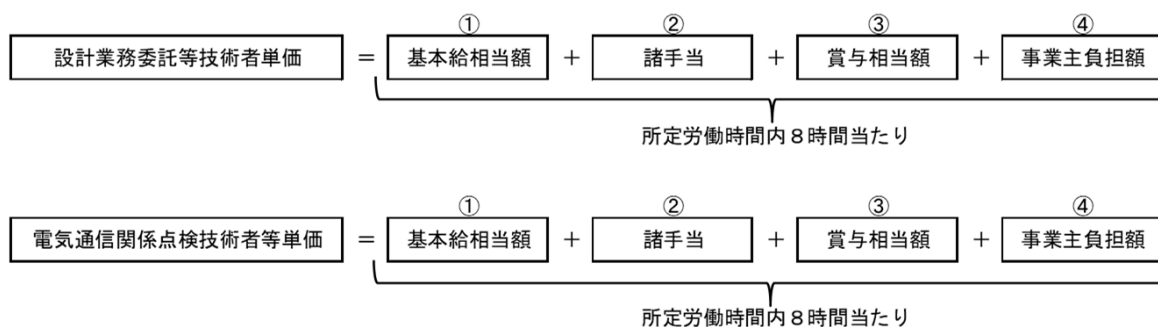 ① ② ③ ④
設計業務委託等技術者単価 = 基本給相当額 + 諸手当 + 賞与相当額 + 事業主負担額
所定労働時間内8時間当たり
① ② ③ ④
電気通信関係点検技術者等単価 = 基本給相当額 + 諸手当 + 賞与相当額 + 事業主負担額
所定労働時間内8時間当たり